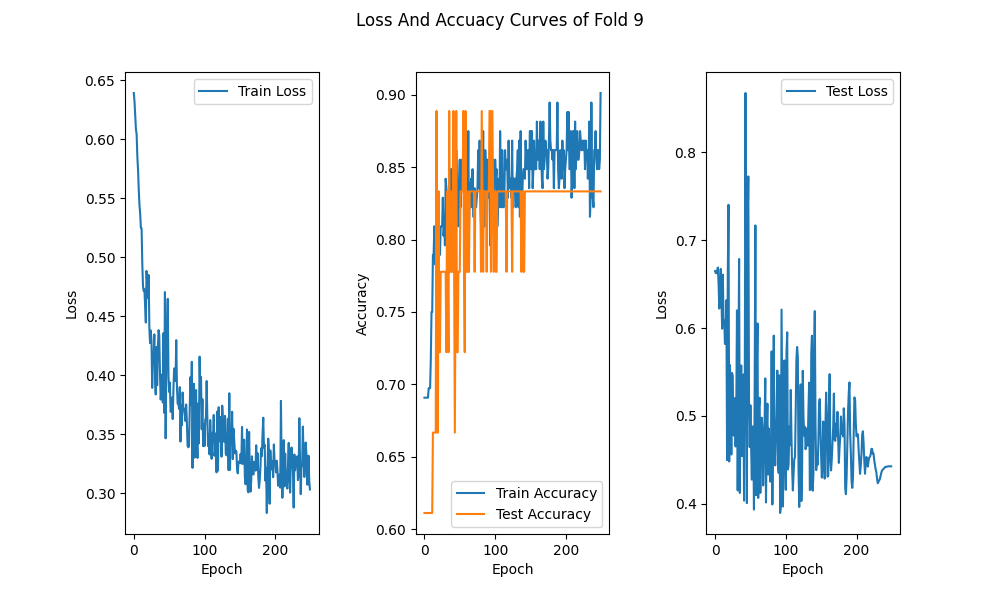 Loss And Accuacy Curves of Fold 9
Loss
0.65
0.60
0.55
0.50
0.45
0.40
0.35
0.30
Train Loss
0 100 200
Epoch
Accuracy
0.90
0.85
0.80
0.75
0.70
0.65
0.60
Train Accuracy
Test Accuracy
0 100 200
Epoch
Loss
0.8
0.7
0.6
0.5
0.4
Test Loss
0 100 200
Epoch